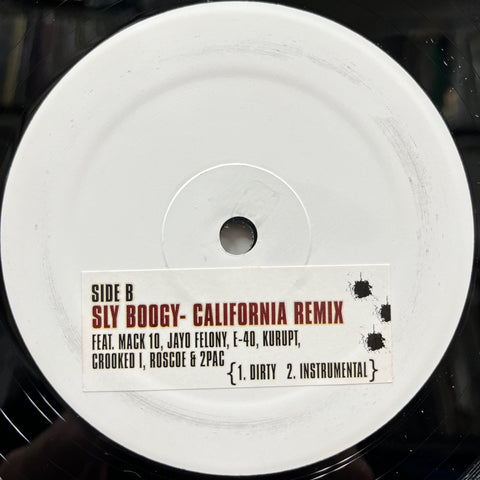 SIDE B
SLY BOOGY- CALIFORNIA REMIX
FEAT. MACK 10, JAYO FELONY, E-40, KURUPT,
CROOKED I, ROSCOE & 2PAC
{1. DIRTY 2. INSTRUMENTAL}